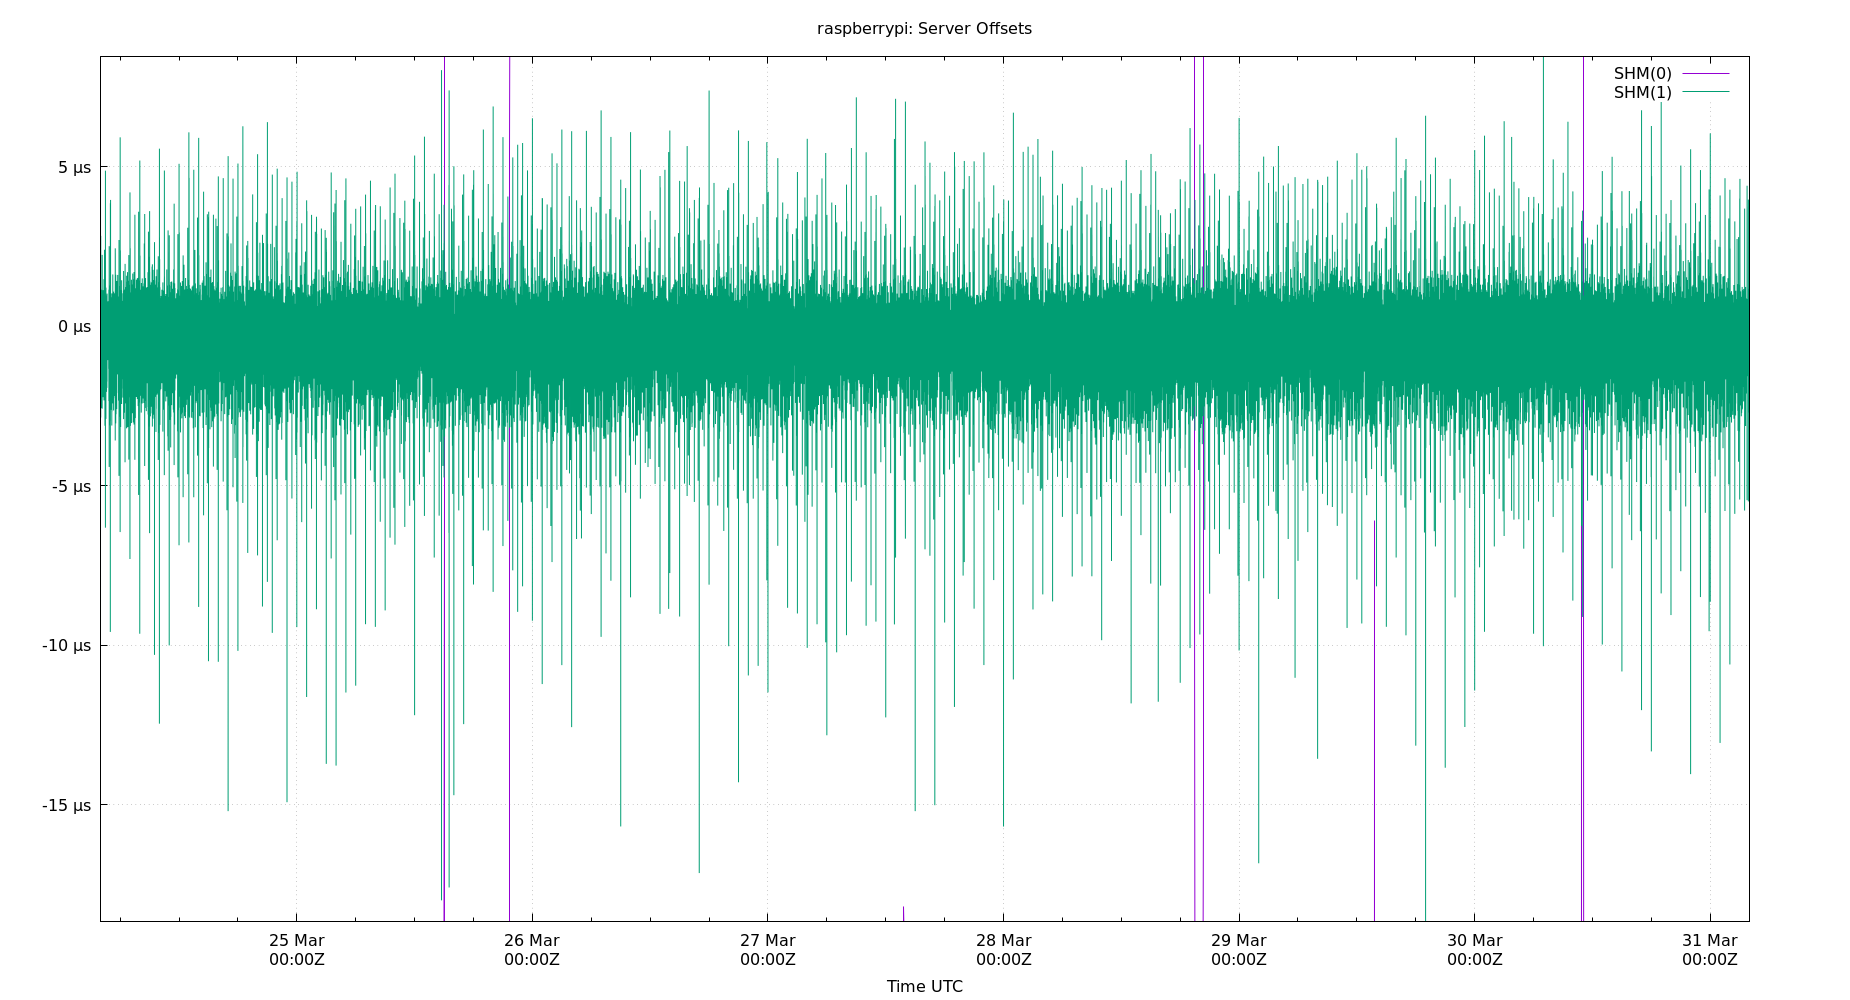 raspberrypi: Server Offsets
SHM(0)
SHM(1)
5 μs
0 μs
-5 μs
-10 μs
-15 μs
25 Mar 26 Mar 27 Mar 28 Mar 29 Mar 30 Mar 31 Mar
00:00Z 00:00Z 00:00Z 00:00Z 00:00Z 00:00Z 00:00Z
Time UTC